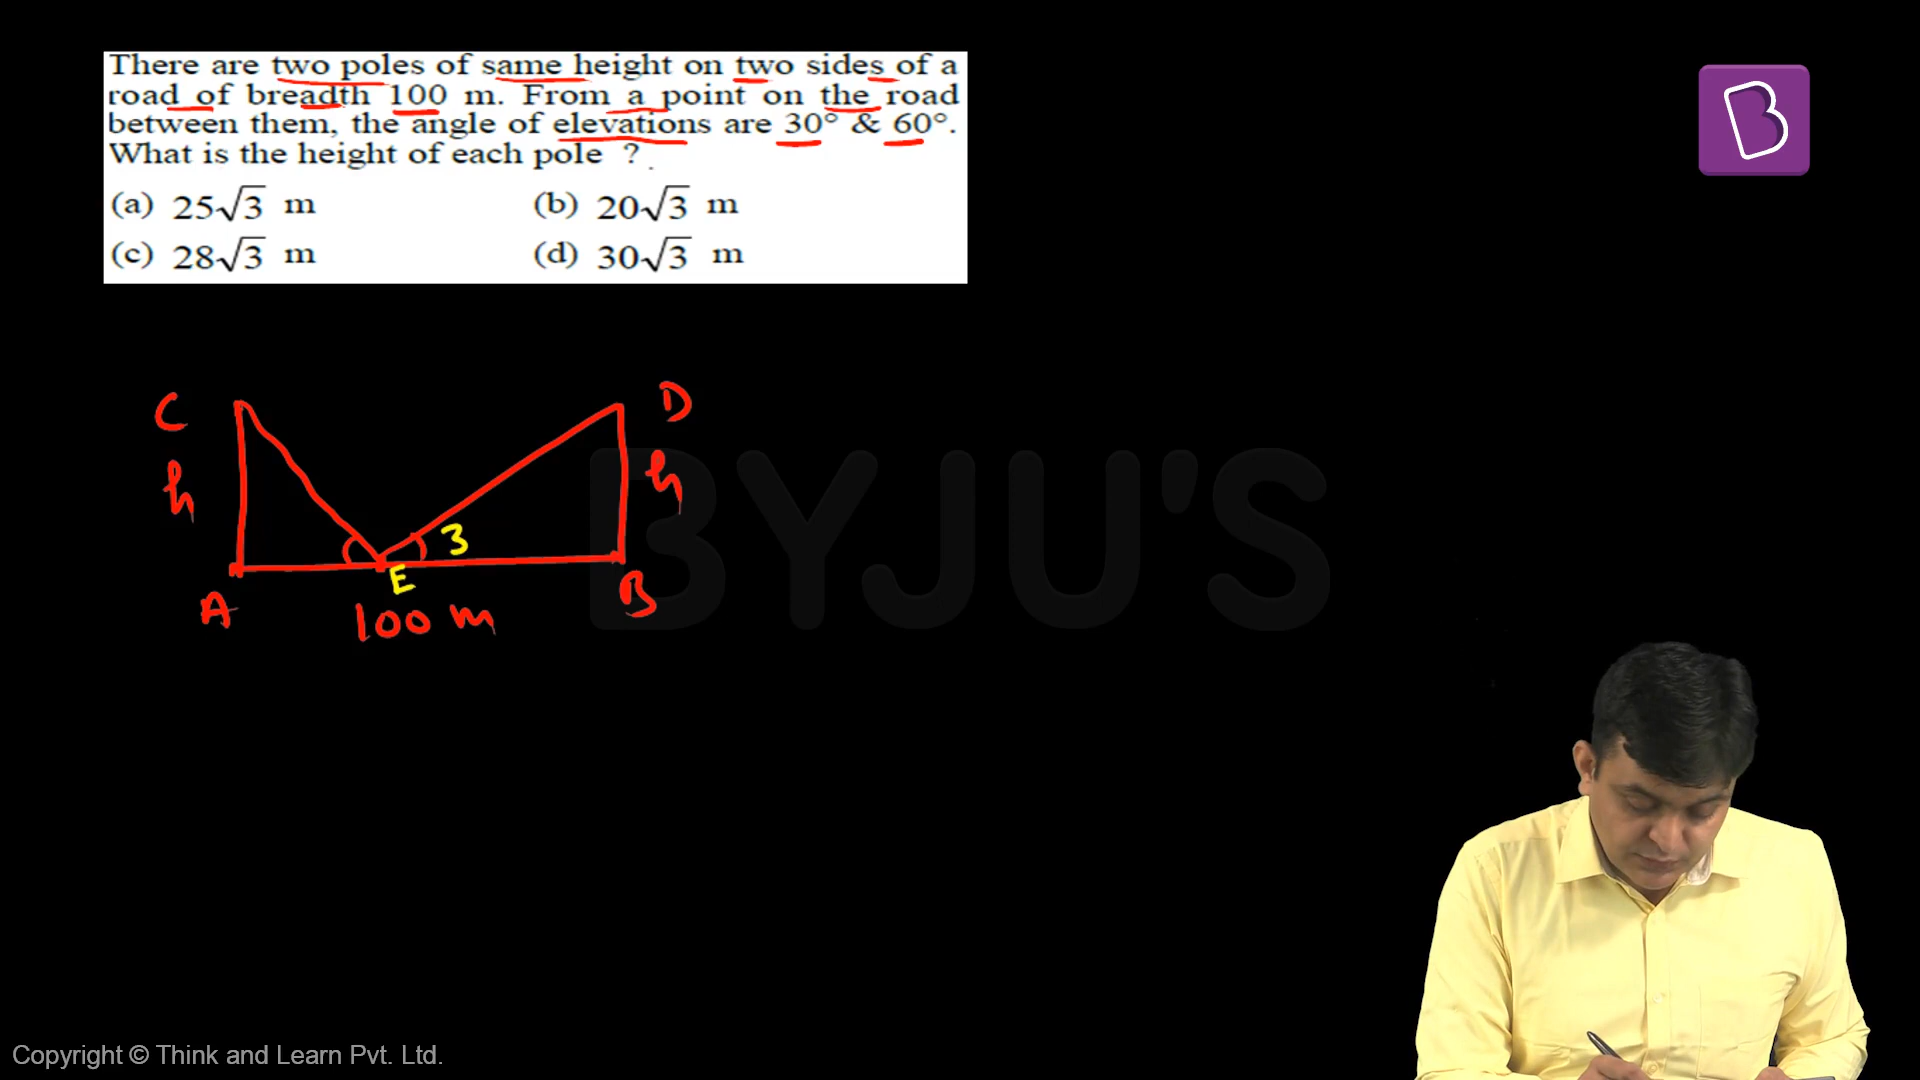 There are two poles of same height on two sides of a
road of breadth 100 m. From a point on the road
between them, the angle of elevations are 30° & 60°.
What is the height of each pole ?
(a) 25√3 m (b) 20√3 m
(c) 28√3 m (d) 30√3 m
C D
h h
3
E
A B
100 m
BYJU'S
B
Copyright © Think and Learn Pvt. Ltd.